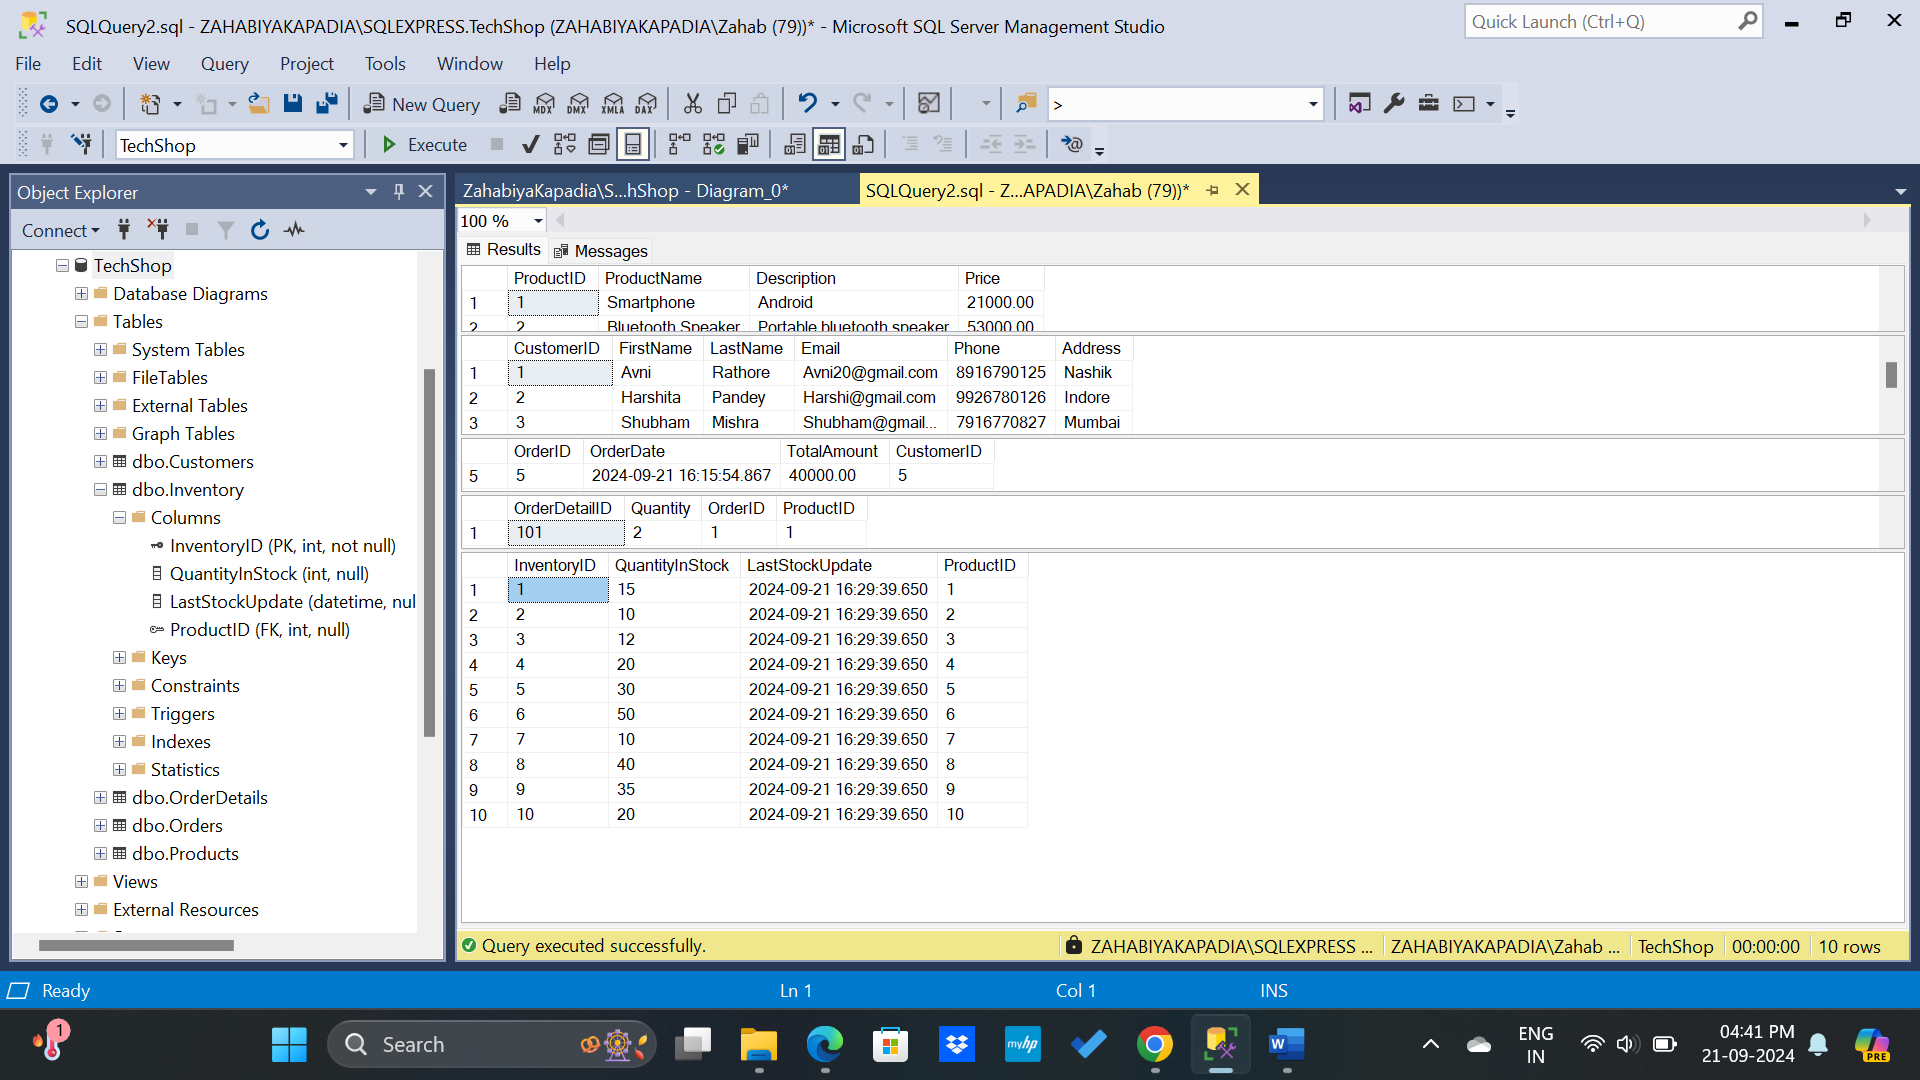 SQLQuery2.sql - ZAHABIYAKAPADIA\SQLEXPRESS.TechShop (ZAHABIYAKAPADIA\Zahab (79))* - Microsoft SQL Server Management Studio
Quick Launch (Ctrl+Q)
File Edit View Query Project Tools Window Help
New Query MDX DMX XMLA DAX >
TechShop Execute
Object Explorer
ZahabiyaKapadia\S...hShop - Diagram_0*
SQLQuery2.sql - Z...APADIA\Zahab (79))*
Connect
100 %
Results Messages
TechShop
Database Diagrams
Tables
System Tables
FileTables
External Tables
Graph Tables
dbo.Customers
dbo.Inventory
Columns
InventoryID (PK, int, not null)
QuantityInStock (int, null)
LastStockUpdate (datetime, nul
ProductID (FK, int, null)
Keys
Constraints
Triggers
Indexes
Statistics
dbo.OrderDetails
dbo.Orders
dbo.Products
Views
External Resources
ProductID ProductName Description Price
1 1 Smartphone Android 21000.00
2 2 Bluetooth Speaker Portable bluetooth speaker 53000.00
CustomerID FirstName LastName Email Phone Address
1 1 Avni Rathore Avni20@gmail.com 8916790125 Nashik
2 2 Harshita Pandey Harshi@gmail.com 9926780126 Indore
3 3 Shubham Mishra Shubham@gmail... 7916770827 Mumbai
OrderID OrderDate TotalAmount CustomerID
5 5 2024-09-21 16:15:54.867 40000.00 5
OrderDetailID Quantity OrderID ProductID
1 101 2 1 1
InventoryID QuantityInStock LastStockUpdate ProductID
1 1 15 2024-09-21 16:29:39.650 1
2 2 10 2024-09-21 16:29:39.650 2
3 3 12 2024-09-21 16:29:39.650 3
4 4 20 2024-09-21 16:29:39.650 4
5 5 30 2024-09-21 16:29:39.650 5
6 6 50 2024-09-21 16:29:39.650 6
7 7 10 2024-09-21 16:29:39.650 7
8 8 40 2024-09-21 16:29:39.650 8
9 9 35 2024-09-21 16:29:39.650 9
10 10 20 2024-09-21 16:29:39.650 10
Query executed successfully. ZAHABIYAKAPADIA\SQLEXPRESS ... ZAHABIYAKAPADIA\Zahab ... TechShop 00:00:00 10 rows
Ready Ln 1 Col 1 INS
1
Search
myhp
W
ENG
IN
04:41 PM
21-09-2024
PRE